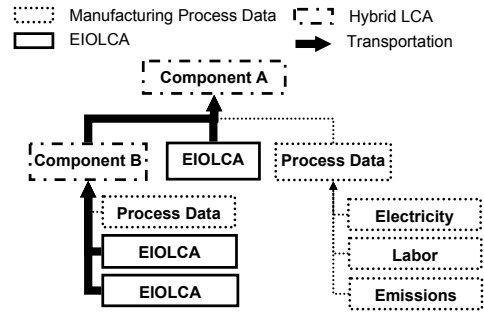 Manufacturing Process Data
Hybrid LCA
EIOLCA
Transportation
Component A
Component B
EIOLCA
Process Data
Process Data
Electricity
EIOLCA
Labor
EIOLCA
Emissions